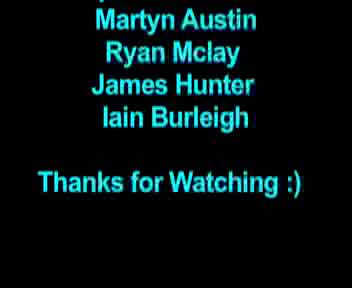 Martyn Austin
Ryan Mclay
James Hunter
Iain Burleigh
Thanks for Watching :)